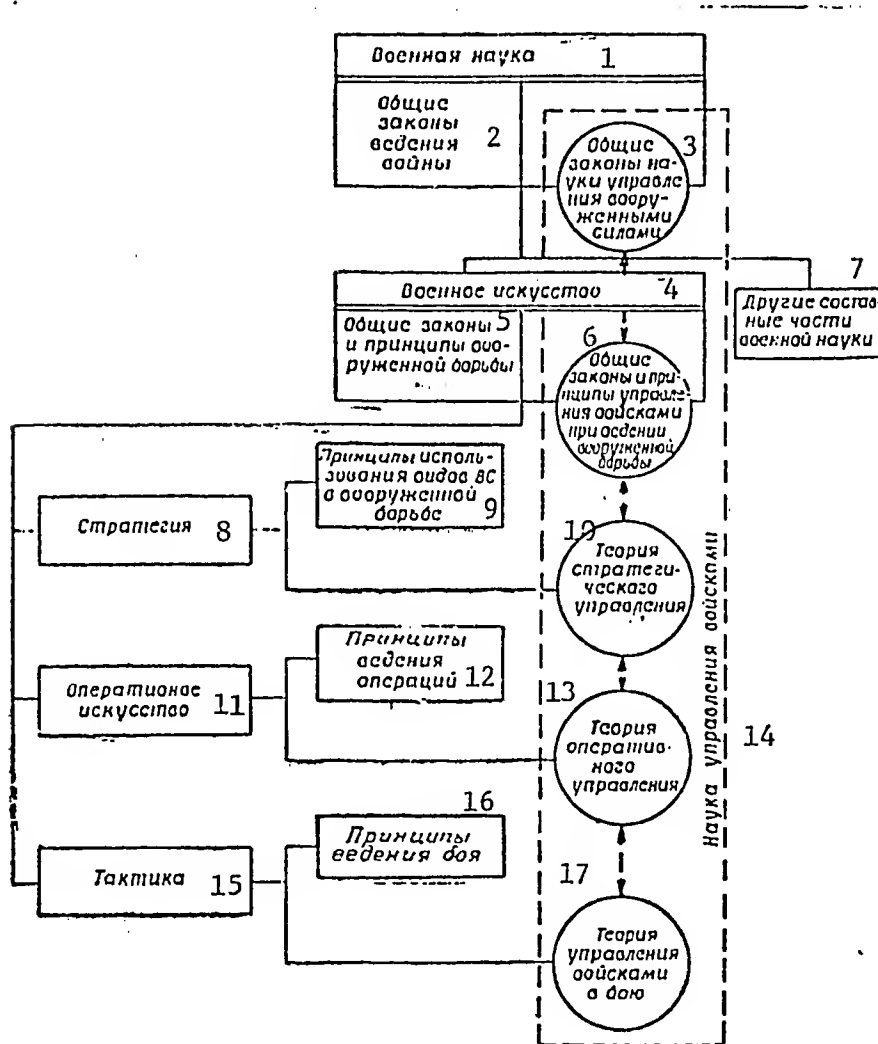 Военная наука 1
Общие
законы
ведения
войны
2
3
Общие
законы на-
уки управле-
ния воору-
женными
силами
Военное искусство 4
Общие законы 5
и принципы воо-
руженной борьбы
6
Общие
законы и прин-
ципы управле-
ния войсками
при ведении
вооруженной
борьбы
7
Другие состав-
ные части
военной науки
Стратегия 8
Принципы исполь-
зования видов ВС
в вооруженной
борьбе 9
10
Теория
стратеги-
ческого
управления
Оперативное
искусство 11
Принципы
ведения
операций 12
13
Теория
оператив-
ного
управления
Наука управления войсками
14
Тактика 15
16
Принципы
ведения боя
17
Теория
управления
войсками
в бою